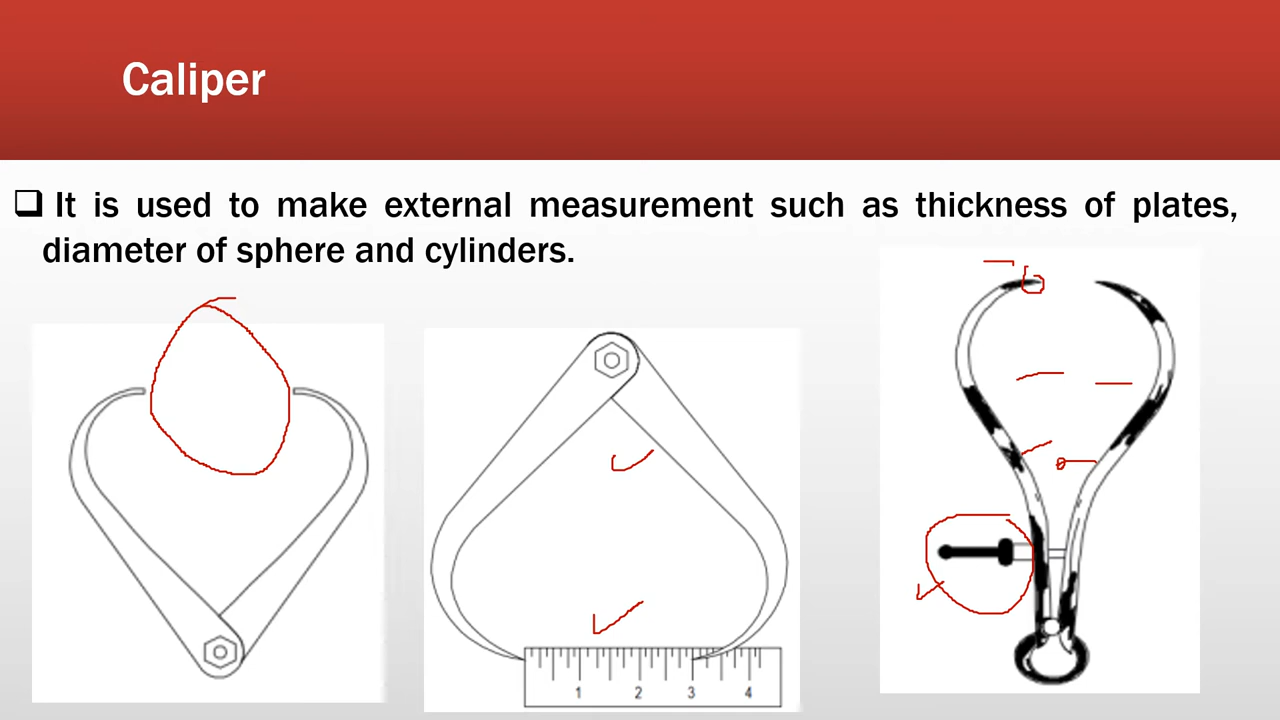 Caliper
It is used to make external measurement such as thickness of plates,
diameter of sphere and cylinders.
1 2 3 4